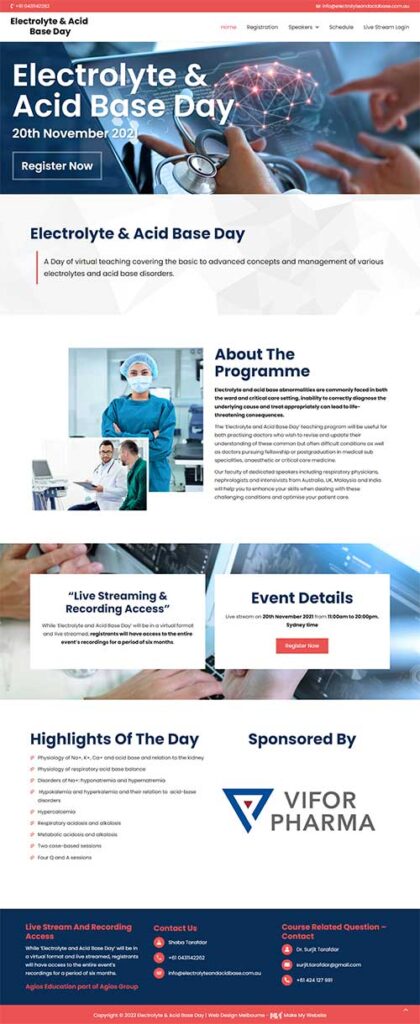 +61 0431142262
info@electrolyteandacidbase.com.au
Electrolyte & Acid
Base Day
Home
Registration
Speakers
Schedule
Live Stream Login
Electrolyte &
Acid Base Day
20th November 2021
Register Now
Electrolyte & Acid Base Day
A Day of virtual teaching covering the basic to advanced concepts and management of various
electrolytes and acid base disorders.
About The
Programme
Electrolyte and acid base abnormalities are commonly faced in both
the ward and critical care setting, inability to correctly diagnose the
underlying cause and treat appropriately can lead to life-
threatening consequences.
The 'Electrolyte and Acid Base Day' teaching program will be useful for
both practising doctors who wish to revise and update their
understanding of these common but often difficult conditions as well
as doctors pursuing fellowship or postgraduation in medical sub
specialities, anaesthetic or critical care medicine.
Our faculty of dedicated speakers including respiratory physicians,
nephrologists and intensivists from Australia, UK, Malaysia and India
will help you to enhance your skills when dealing with these
challenging conditions and optimise your patient care.
“Live Streaming &
Recording Access”
While 'Electrolyte and Acid Base Day' will be in a virtual format
and live streamed, registrants will have access to the entire
event's recordings for a period of six months.
Event Details
Live stream on 20th November 2021 from 11:00am to 20:00pm,
Sydney time
Register Now
Highlights Of The Day
Physiology of Na+, K+, Ca+ and acid base and relation to the kidney
Physiology of respiratory acid base balance
Disorders of Na+: hyponatremia and hypernatremia
Hypokalemia and hyperkalemia and their relation to acid-base
disorders
Hypercalcemia
Respiratory acidosis and alkalosis
Metabolic acidosis and alkalosis
Two case-based sessions
Four Q and A sessions
Sponsored By
VIFOR
PHARMA
Live Stream And Recording
Access
While 'Electrolyte and Acid Base Day' will be in
a virtual format and live streamed, registrants
will have access to the entire event's
recordings for a period of six months.
Agios Education part of Agios Group
Contact Us
Shoba Tarafdar
+61 0431142262
info@electrolyteandacidbase.com.au
Course Related Question –
Contact
Dr. Surjit Tarafdar
surjit.tarafdar@gmail.com
+61 424 127 991
Copyright © 2022 Electrolyte & Acid Base Day | Web Design Melbourne - Make My Website